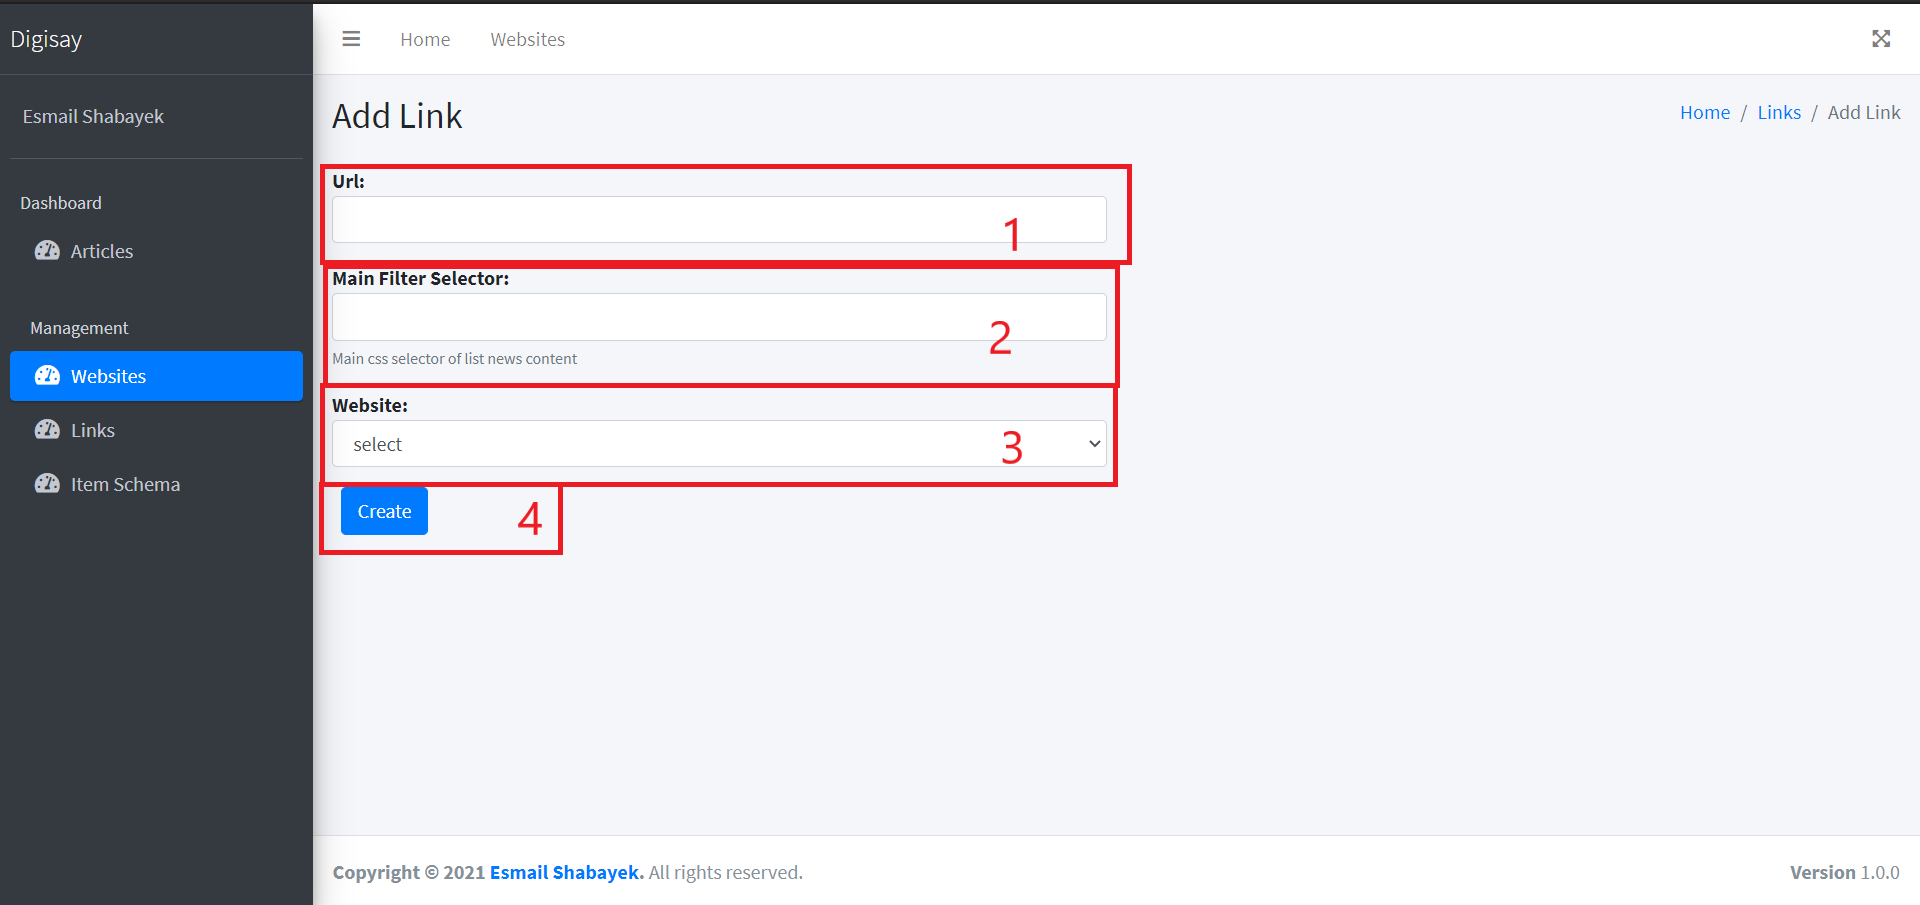 Digisay
Home
Websites
Esmail Shabayek
Dashboard
Articles
Management
Websites
Links
Item Schema
Add Link
Home / Links / Add Link
Url:
1
Main Filter Selector:
2
Main css selector of list news content
Website:
select
3
Create
4
Copyright © 2021 Esmail Shabayek. All rights reserved.
Version 1.0.0